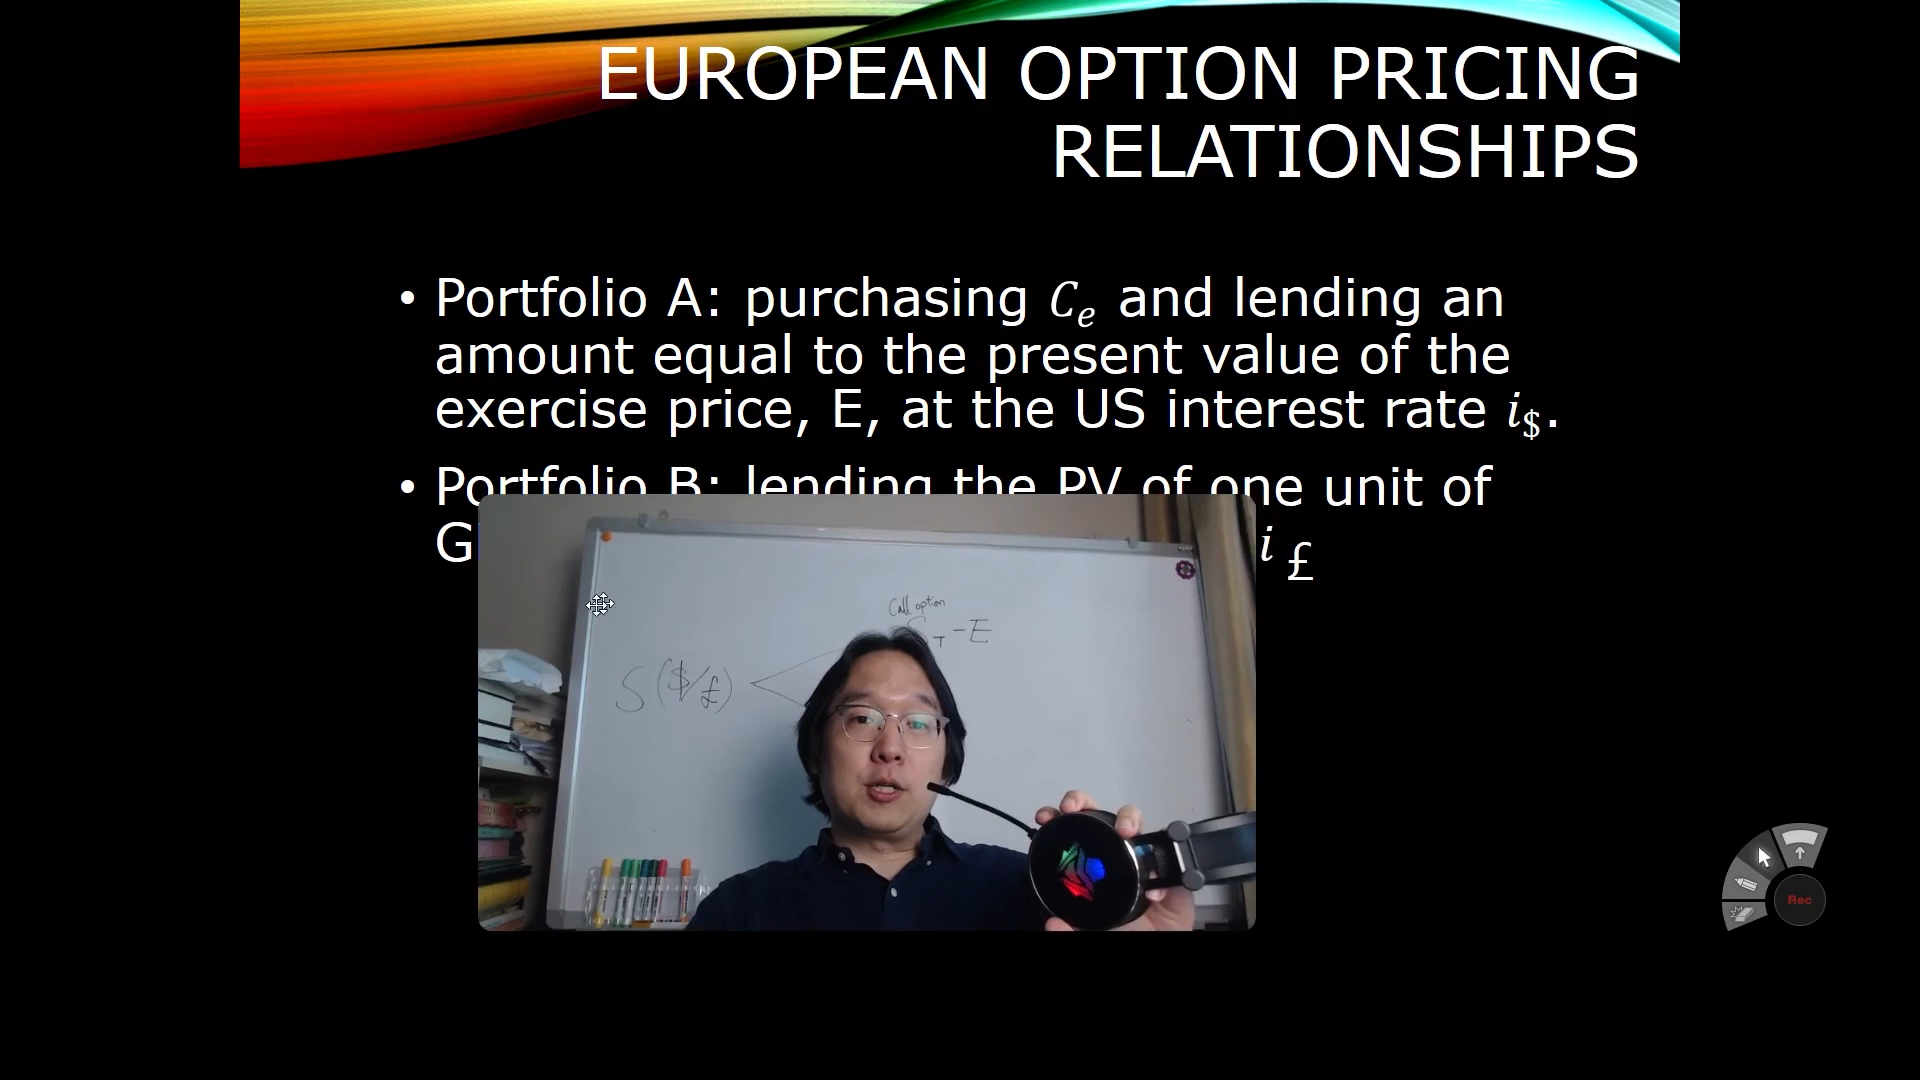 EUROPEAN OPTION PRICING
RELATIONSHIPS
• Portfolio A: purchasing Cₑ and lending an
amount equal to the present value of the
exercise price, E, at the US interest rate i$.
• Portfolio B: lending the PV of one unit of
i £
Call option
T -E
S($/£)
Rec